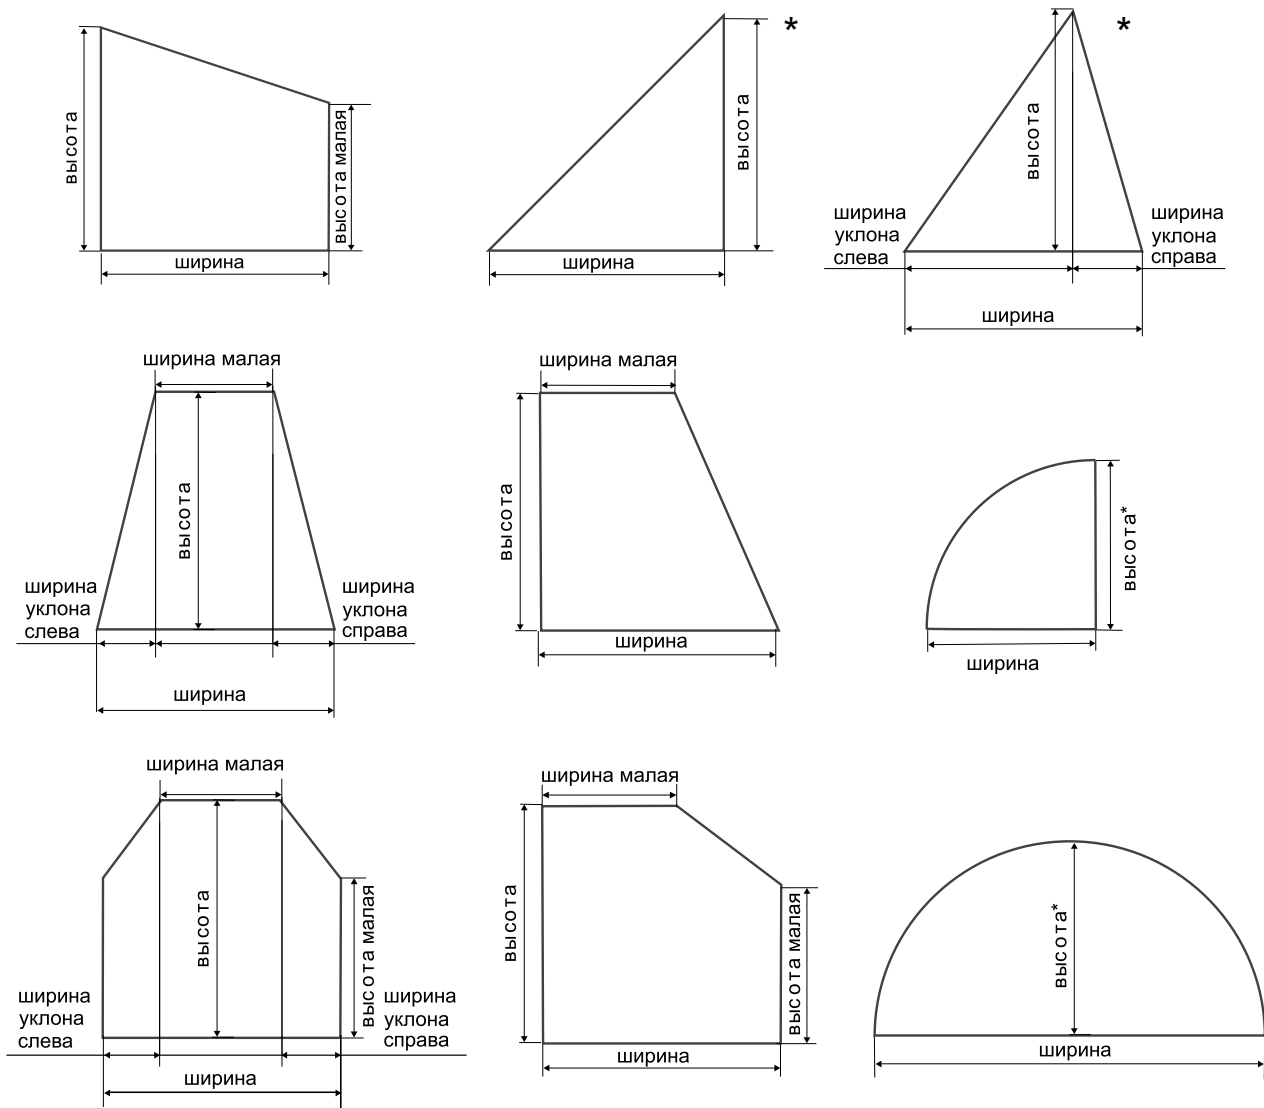 высота
высота малая
ширина
*
высота
ширина
*
высота
ширина
уклона
слева
ширина
уклона
справа
ширина
ширина малая
высота
ширина
уклона
слева
ширина
уклона
справа
ширина
ширина малая
высота
ширина
высота*
ширина
ширина малая
высота
высота малая
ширина
уклона
слева
ширина
уклона
справа
ширина
ширина малая
высота
высота малая
ширина
высота*
ширина